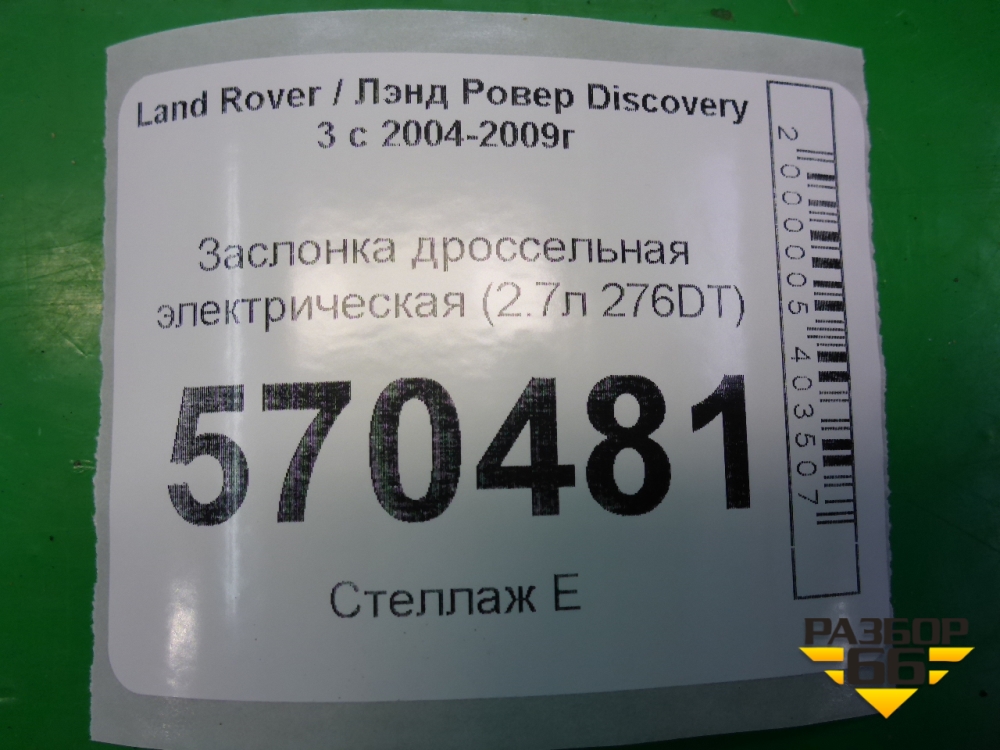 Land Rover / Лэнд Ровер Discovery
3 с 2004-2009г
Заслонка дроссельная
электрическая (2.7л 276DT)
570481
Стеллаж Е
2000005403507
РАЗБОР
66